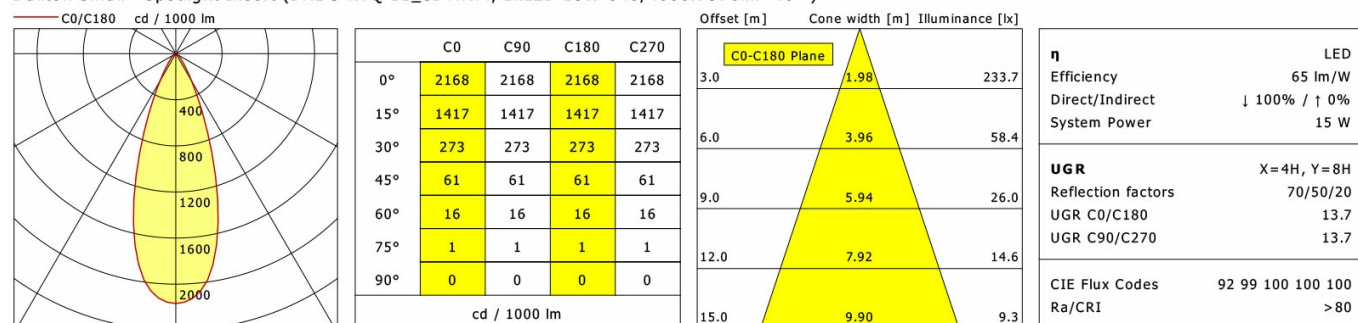 C0/C180 cd / 1000 lm
400
800
1200
1600
2000
C0 C90 C180 C270
0° 2168 2168 2168 2168
15° 1417 1417 1417 1417
30° 273 273 273 273
45° 61 61 61 61
60° 16 16 16 16
75° 1 1 1 1
90° 0 0 0 0
cd / 1000 lm
Offset [m] Cone width [m] Illuminance [lx]
C0-C180 Plane
3.0 1.98 233.7
6.0 3.96 58.4
9.0 5.94 26.0
12.0 7.92 14.6
15.0 9.90 9.3
η LED
Efficiency 65 lm/W
Direct/Indirect ↓ 100% / ↑ 0%
System Power 15 W
UGR X=4H, Y=8H
Reflection factors 70/50/20
UGR C0/C180 13.7
UGR C90/C270 13.7
CIE Flux Codes 92 99 100 100 100
Ra/CRI >80